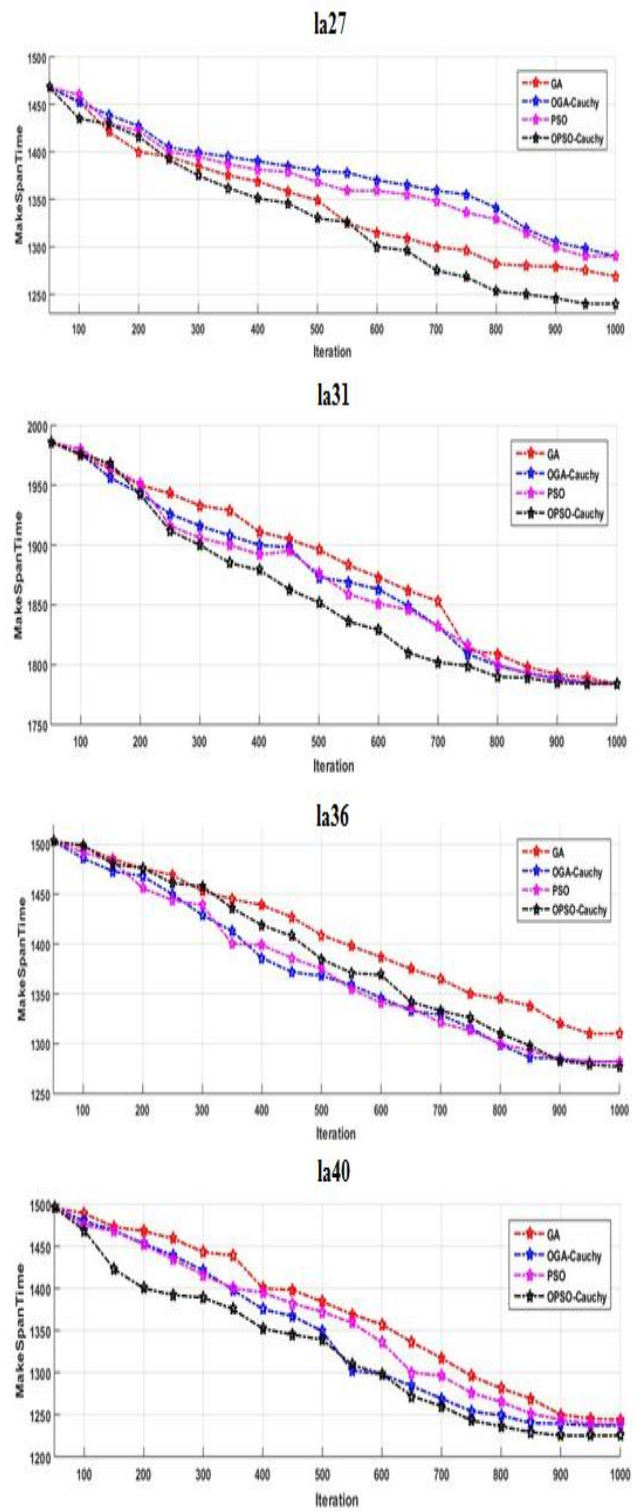 la27
1500
1450
1400
1350
1300
1250
MakeSpanTime
100 200 300 400 500 600 700 800 900 1000
Iteration
GA
OGA-Cauchy
PSO
OPSO-Cauchy
la31
2000
1950
1900
1850
1800
1750
MakeSpanTime
100 200 300 400 500 600 700 800 900 1000
Iteration
GA
OGA-Cauchy
PSO
OPSO-Cauchy
la36
1500
1450
1400
1350
1300
1250
MakeSpanTime
100 200 300 400 500 600 700 800 900 1000
Iteration
GA
OGA-Cauchy
PSO
OPSO-Cauchy
la40
1500
1450
1400
1350
1300
1250
1200
MakeSpanTime
100 200 300 400 500 600 700 800 900 1000
Iteration
GA
OGA-Cauchy
PSO
OPSO-Cauchy